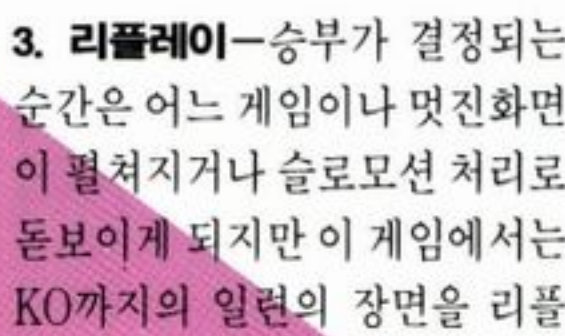 3. 리플레이—승부가 결정되는
순간은 어느 게임이나 멋진화면
이 펼쳐지거나 슬로모션 처리로
돋보이게 되지만 이 게임에서는
KO까지의 일련의 장면을 리플